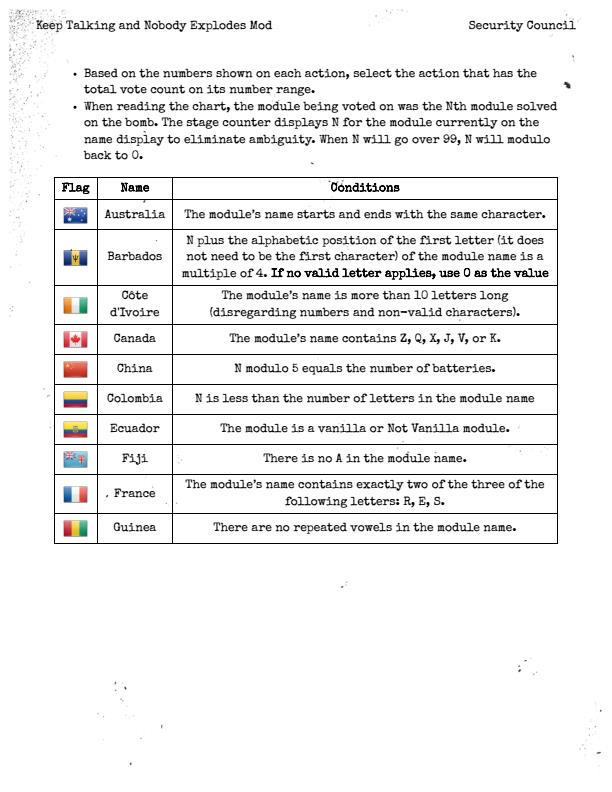 Keep Talking and Nobody Explodes Mod Security Council
• Based on the numbers shown on each action, select the action that has the
total vote count on its number range.
• When reading the chart, the module being voted on was the Nth module solved
on the bomb. The stage counter displays N for the module currently on the
name display to eliminate ambiguity. When N will go over 99, N will modulo
back to 0.
Flag Name Conditions
Australia The module's name starts and ends with the same character.
Barbados N plus the alphabetic position of the first letter (it does
not need to be the first character) of the module name is a
multiple of 4. If no valid letter applies, use 0 as the value
Côte
d'Ivoire
The module's name is more than 10 letters long
(disregarding numbers and non-valid characters).
Canada The module's name contains Z, Q, X, J, V, or K.
China N modulo 5 equals the number of batteries.
Colombia N is less than the number of letters in the module name
Ecuador The module is a vanilla or Not Vanilla module.
Fiji There is no A in the module name.
France The module's name contains exactly two of the three of the
following letters: R, E, S.
Guinea There are no repeated vowels in the module name.